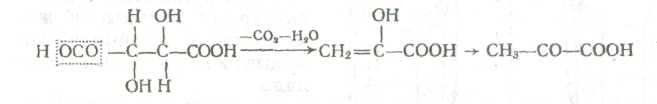 H OH
H OCO—C—C—COOH —CO₂—H₂O → CH₂=C—COOH → CH₃—CO—COOH
OH
OH H